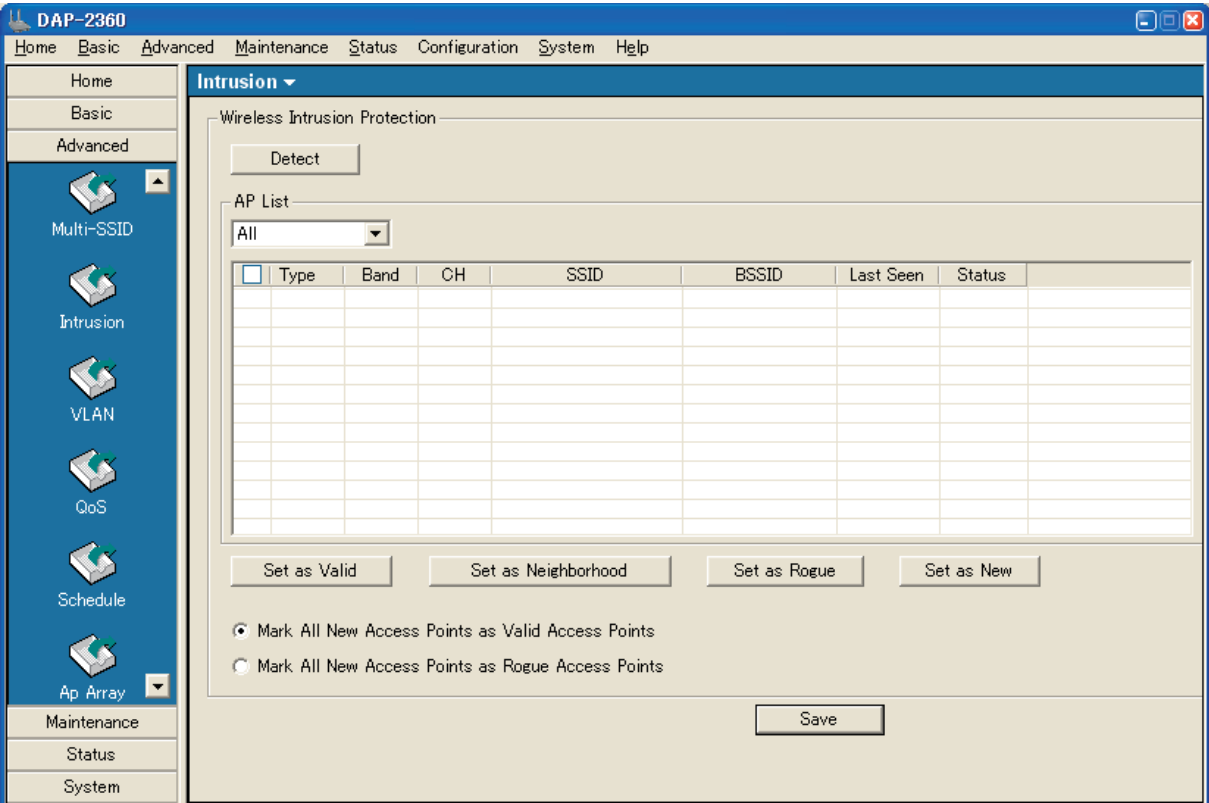 DAP-2360
Home Basic Advanced Maintenance Status Configuration System Help
Home
Basic
Advanced
Multi-SSID
Intrusion
VLAN
QoS
Schedule
Ap Array
Maintenance
Status
System
Intrusion
Wireless Intrusion Protection
Detect
AP List
All
Type Band CH SSID BSSID Last Seen Status
Set as Valid Set as Neighborhood Set as Rogue Set as New
Mark All New Access Points as Valid Access Points
Mark All New Access Points as Rogue Access Points
Save